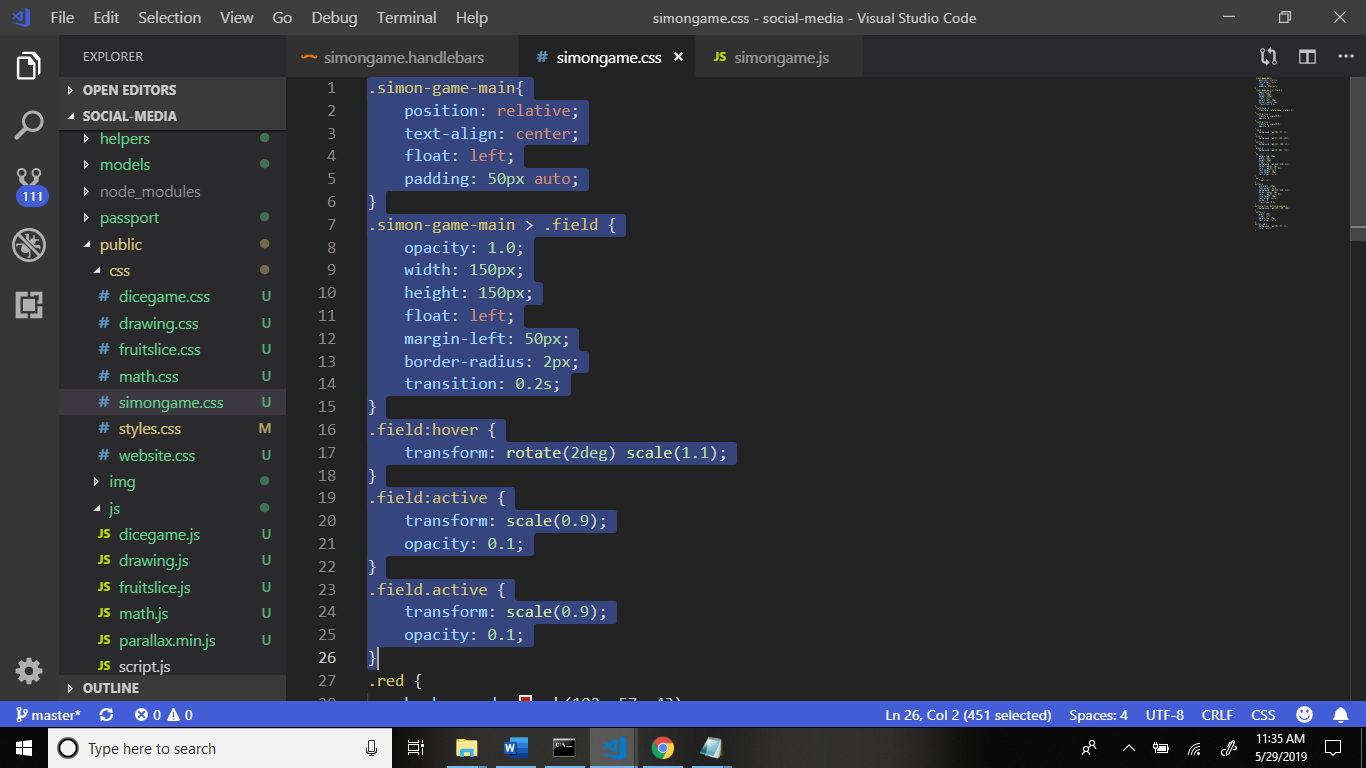 File Edit Selection View Go Debug Terminal Help
simongame.css - social-media - Visual Studio Code
EXPLORER
simongame.handlebars
# simongame.css ×
JS simongame.js
OPEN EDITORS
SOCIAL-MEDIA
helpers
models
node_modules
passport
public
css
# dicegame.css U
# drawing.css U
# fruitslice.css U
# math.css U
# simongame.css U
# styles.css M
# website.css U
img
js
JS dicegame.js U
JS drawing.js U
JS fruitslice.js U
JS math.js U
JS parallax.min.js U
JS script.js
OUTLINE
111
1 .simon-game-main{
2 position: relative;
3 text-align: center;
4 float: left;
5 padding: 50px auto;
6 }
7 .simon-game-main > .field {
8 opacity: 1.0;
9 width: 150px;
10 height: 150px;
11 float: left;
12 margin-left: 50px;
13 border-radius: 2px;
14 transition: 0.2s;
15 }
16 .field:hover {
17 transform: rotate(2deg) scale(1.1);
18 }
19 .field:active {
20 transform: scale(0.9);
21 opacity: 0.1;
22 }
23 .field.active {
24 transform: scale(0.9);
25 opacity: 0.1;
26 }
27 .red {
master* 0 0
Ln 26, Col 2 (451 selected) Spaces: 4 UTF-8 CRLF CSS
Type here to search
11:35 AM
5/29/2019